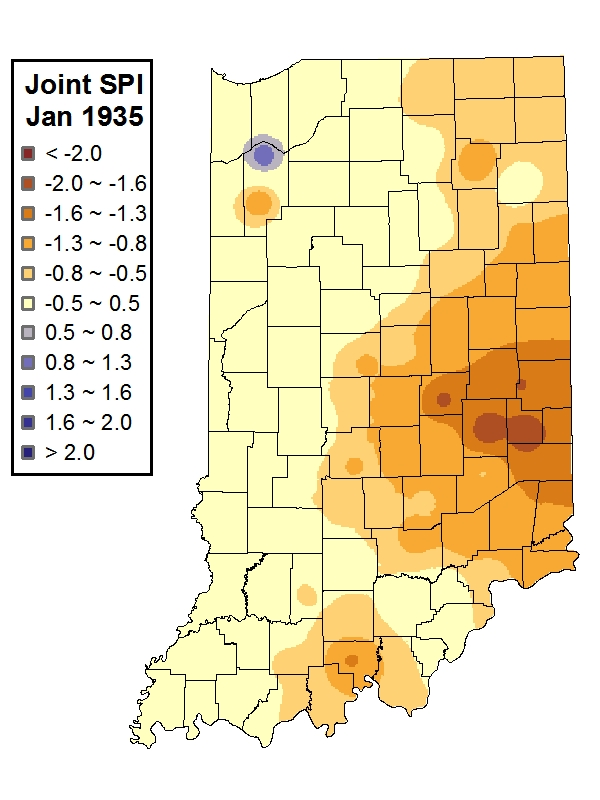 Joint SPI
Jan 1935
< -2.0
-2.0 ~ -1.6
-1.6 ~ -1.3
-1.3 ~ -0.8
-0.8 ~ -0.5
-0.5 ~ 0.5
0.5 ~ 0.8
0.8 ~ 1.3
1.3 ~ 1.6
1.6 ~ 2.0
> 2.0